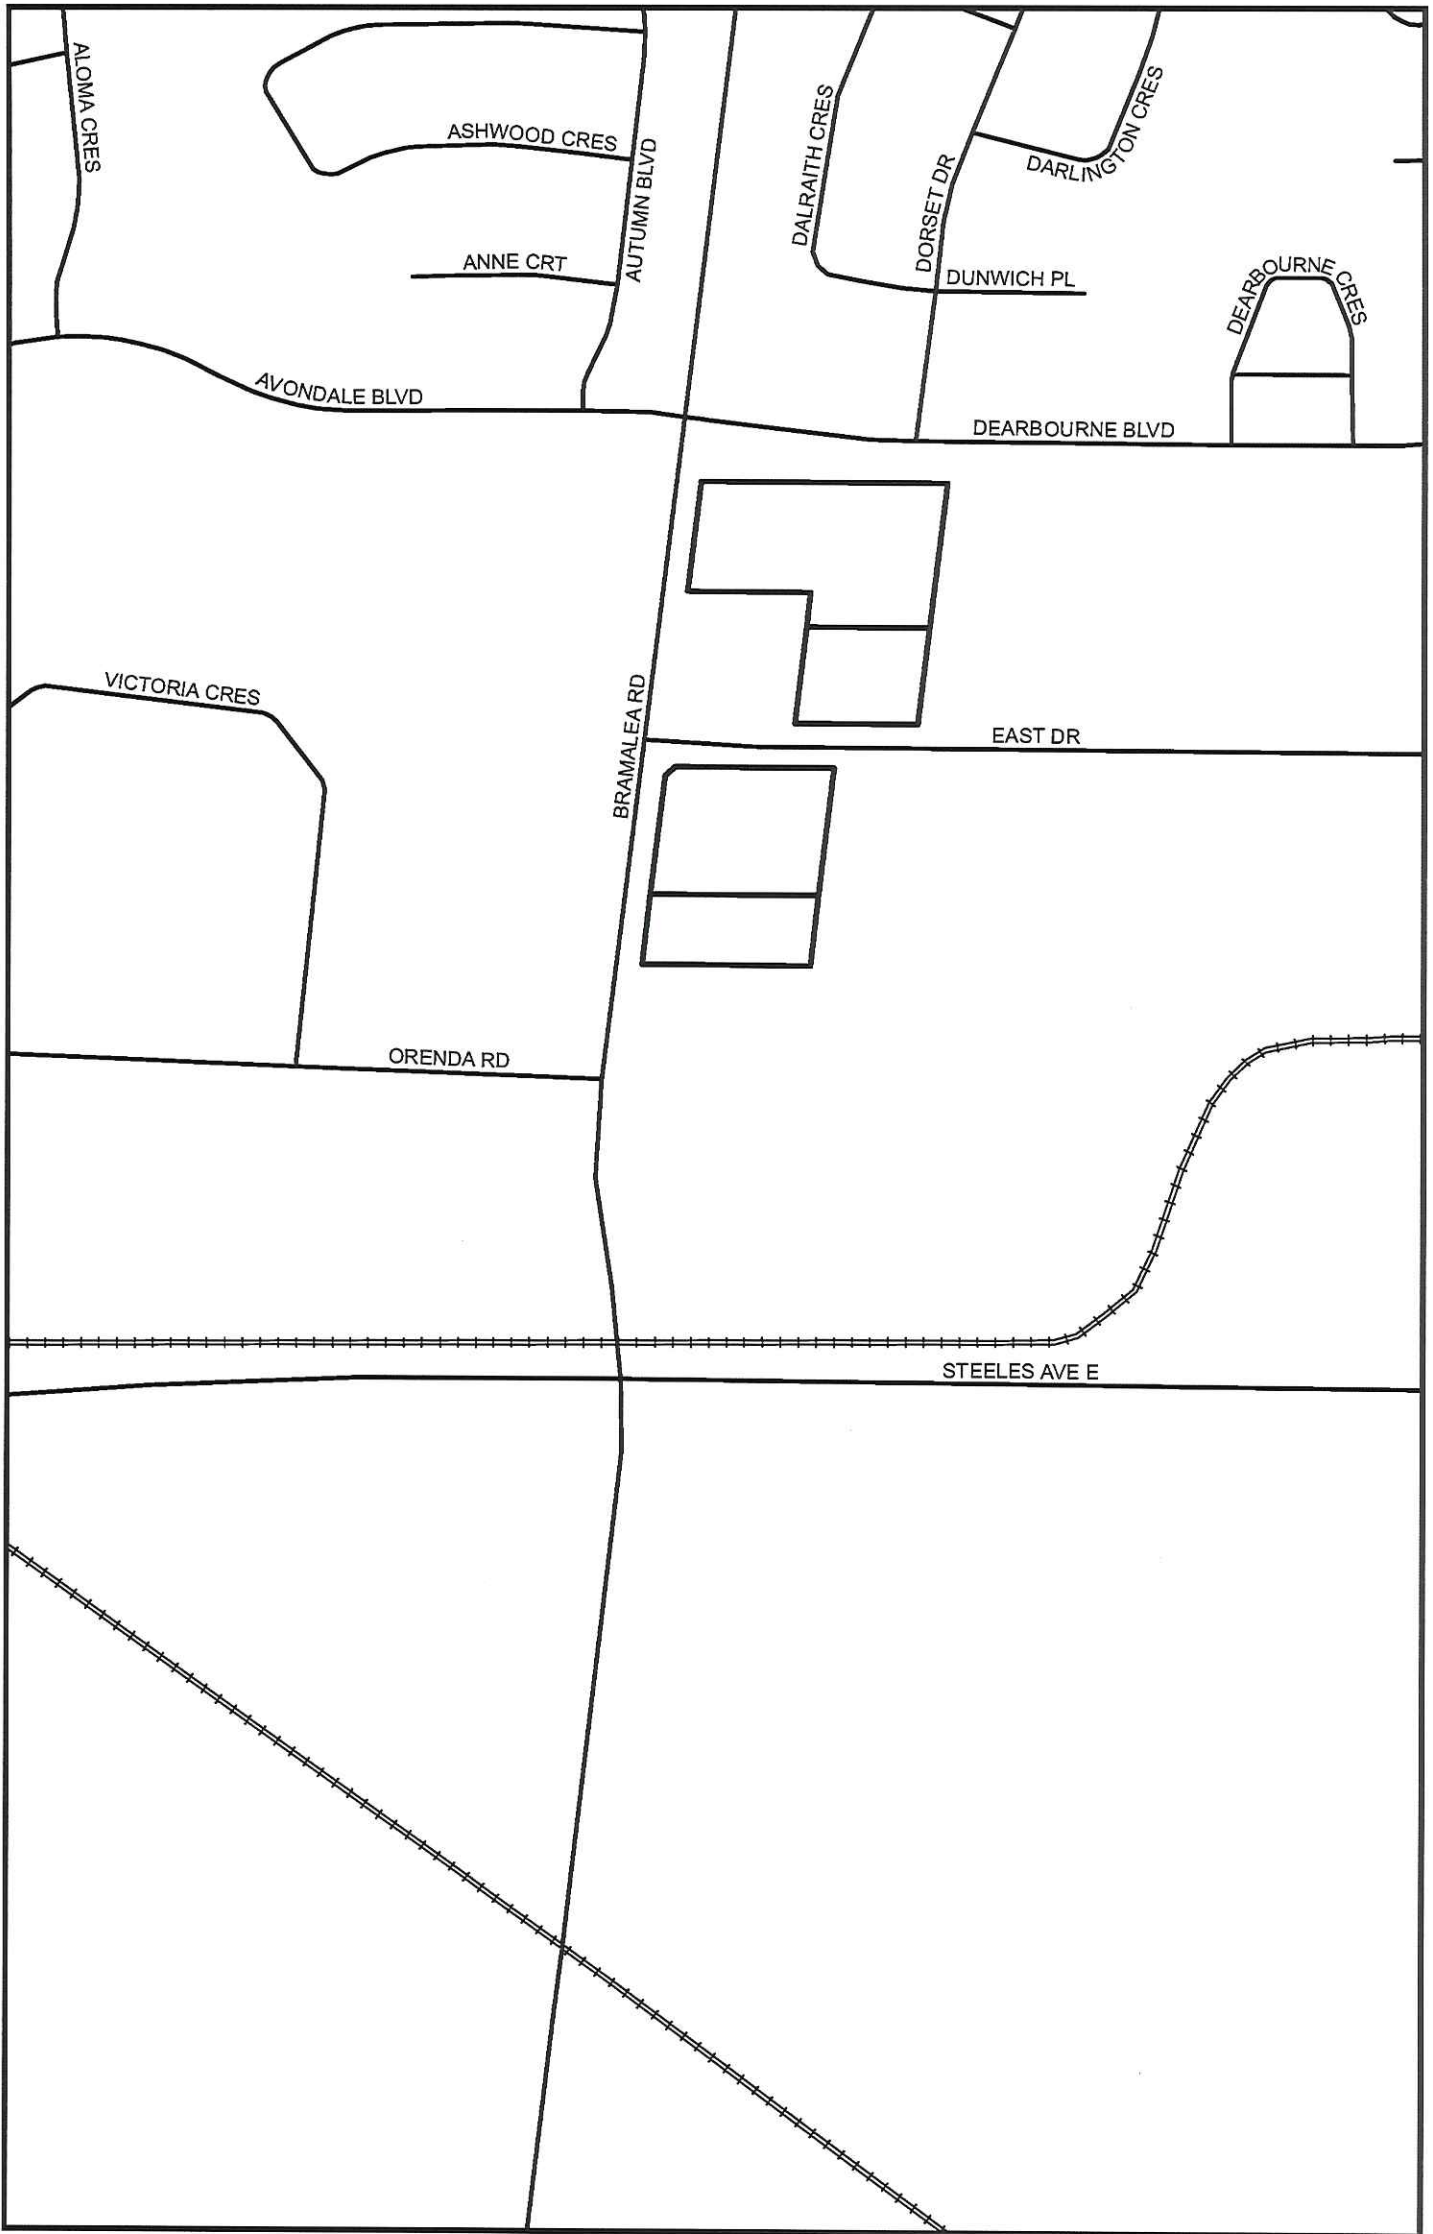 ALOMA CRES
ASHWOOD CRES
AUTUMN BLVD
DALRAITH CRES
DORSET DR
DARLINGTON CRES
ANNE CRT
DUNWICH PL
DEARBOURNE CRES
AVONDALE BLVD
DEARBOURNE BLVD
VICTORIA CRES
BRAMALEA RD
EAST DR
ORENDA RD
STEELES AVE E